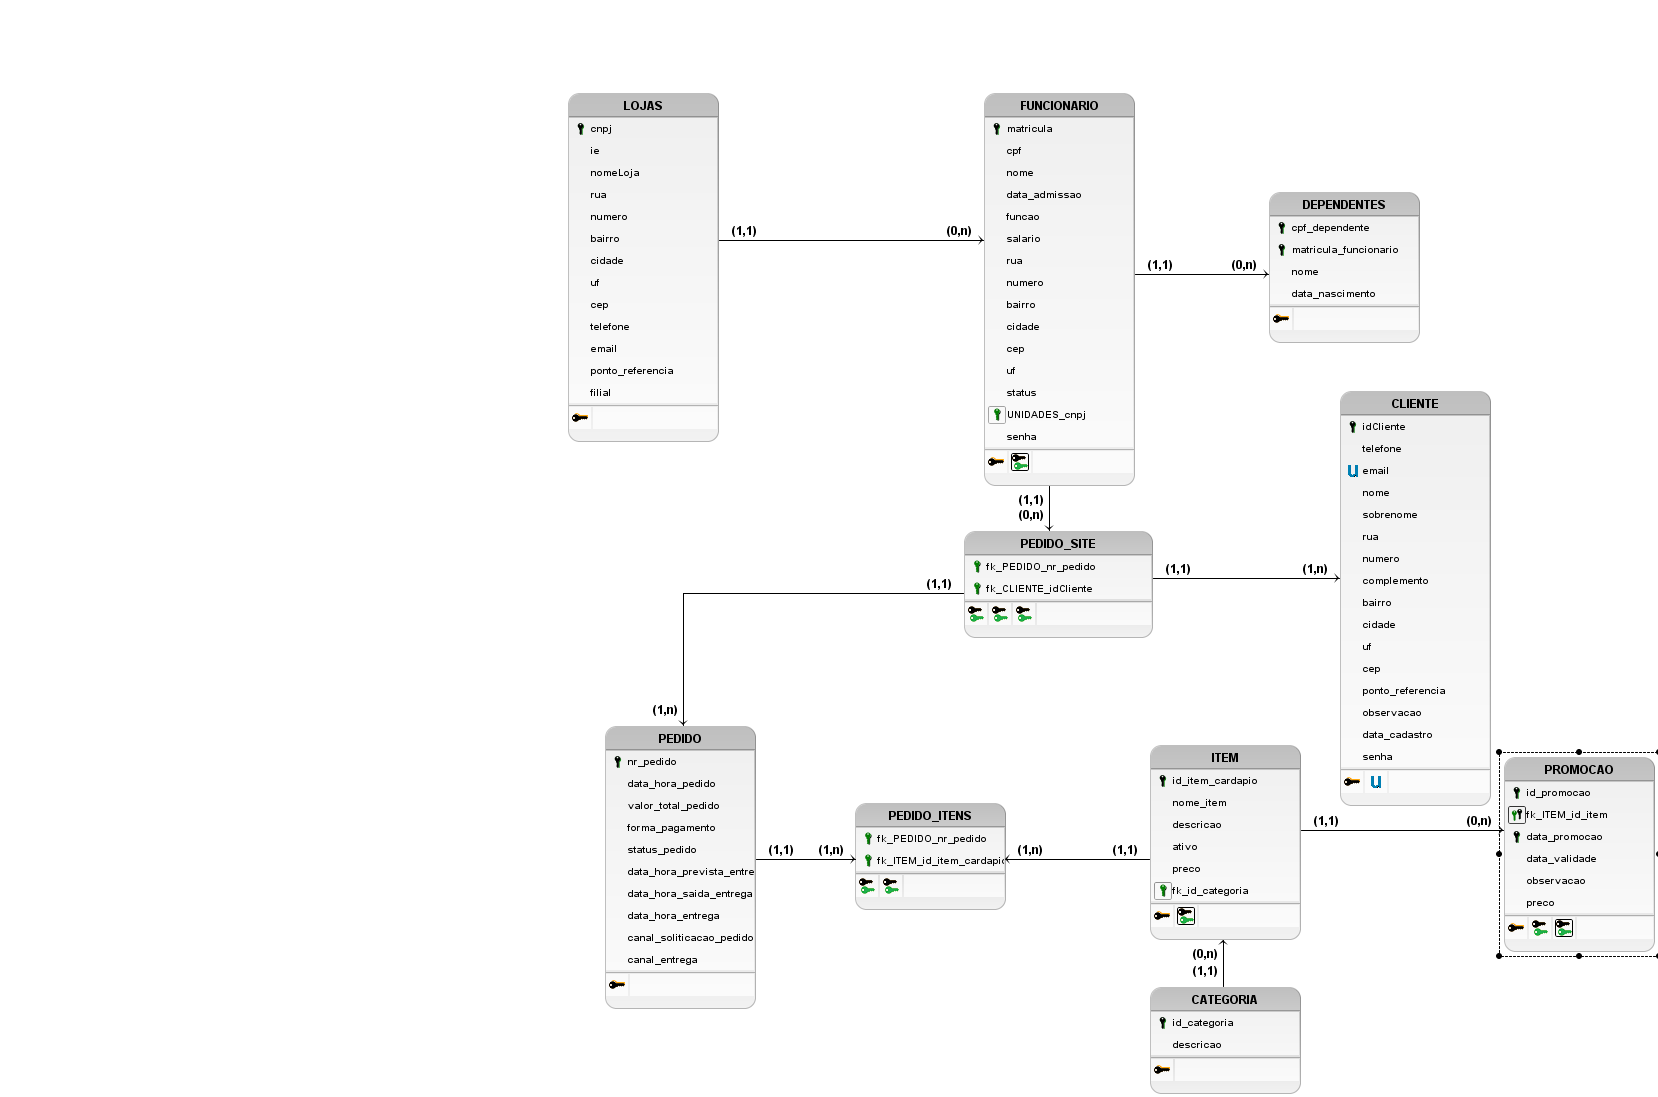 LOJAS
cnpj
ie
nomeLoja
rua
numero
bairro
cidade
uf
cep
telefone
email
ponto_referencia
filial
(1,1)
(0,n)
FUNCIONARIO
matricula
cpf
nome
data_admissao
funcao
salario
rua
numero
bairro
cidade
cep
uf
status
UNIDADES_cnpj
senha
(1,1)
(0,n)
DEPENDENTES
cpf_dependente
matricula_funcionario
nome
data_nascimento
(1,1)
(0,n)
PEDIDO_SITE
fk_PEDIDO_nr_pedido
fk_CLIENTE_idCliente
(1,1)
(1,n)
CLIENTE
idCliente
telefone
U email
nome
sobrenome
rua
numero
complemento
bairro
cidade
uf
cep
ponto_referencia
observacao
data_cadastro
senha
U
(1,1)
(1,n)
PEDIDO
nr_pedido
data_hora_pedido
valor_total_pedido
forma_pagamento
status_pedido
data_hora_prevista_entre
data_hora_saida_entrega
data_hora_entrega
canal_soliticacao_pedido
canal_entrega
(1,1)
(1,n)
PEDIDO_ITENS
fk_PEDIDO_nr_pedido
fk_ITEM_id_item_cardapio
(1,n)
(1,1)
ITEM
id_item_cardapio
nome_item
descricao
ativo
preco
fk_id_categoria
(1,1)
(0,n)
PROMOCAO
id_promocao
fk_ITEM_id_item
data_promocao
data_validade
observacao
preco
(0,n)
(1,1)
CATEGORIA
id_categoria
descricao